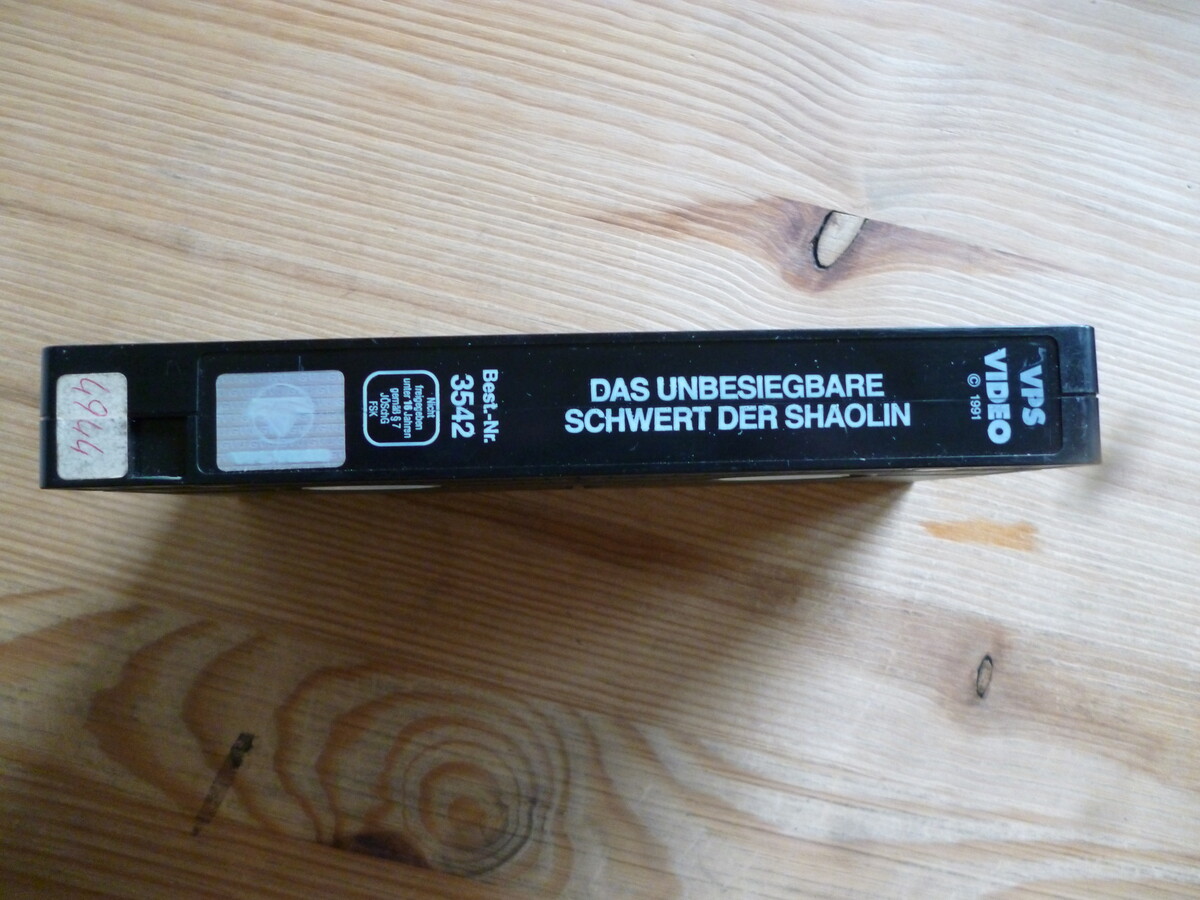 4944
Nicht
freigegeben
unter 16 Jahren
gemäß § 7
JÖSchG
FSK
Best.-Nr.
3542
DAS UNBESIEGBARE
SCHWERT DER SHAOLIN
VPS
VIDEO
© 1991